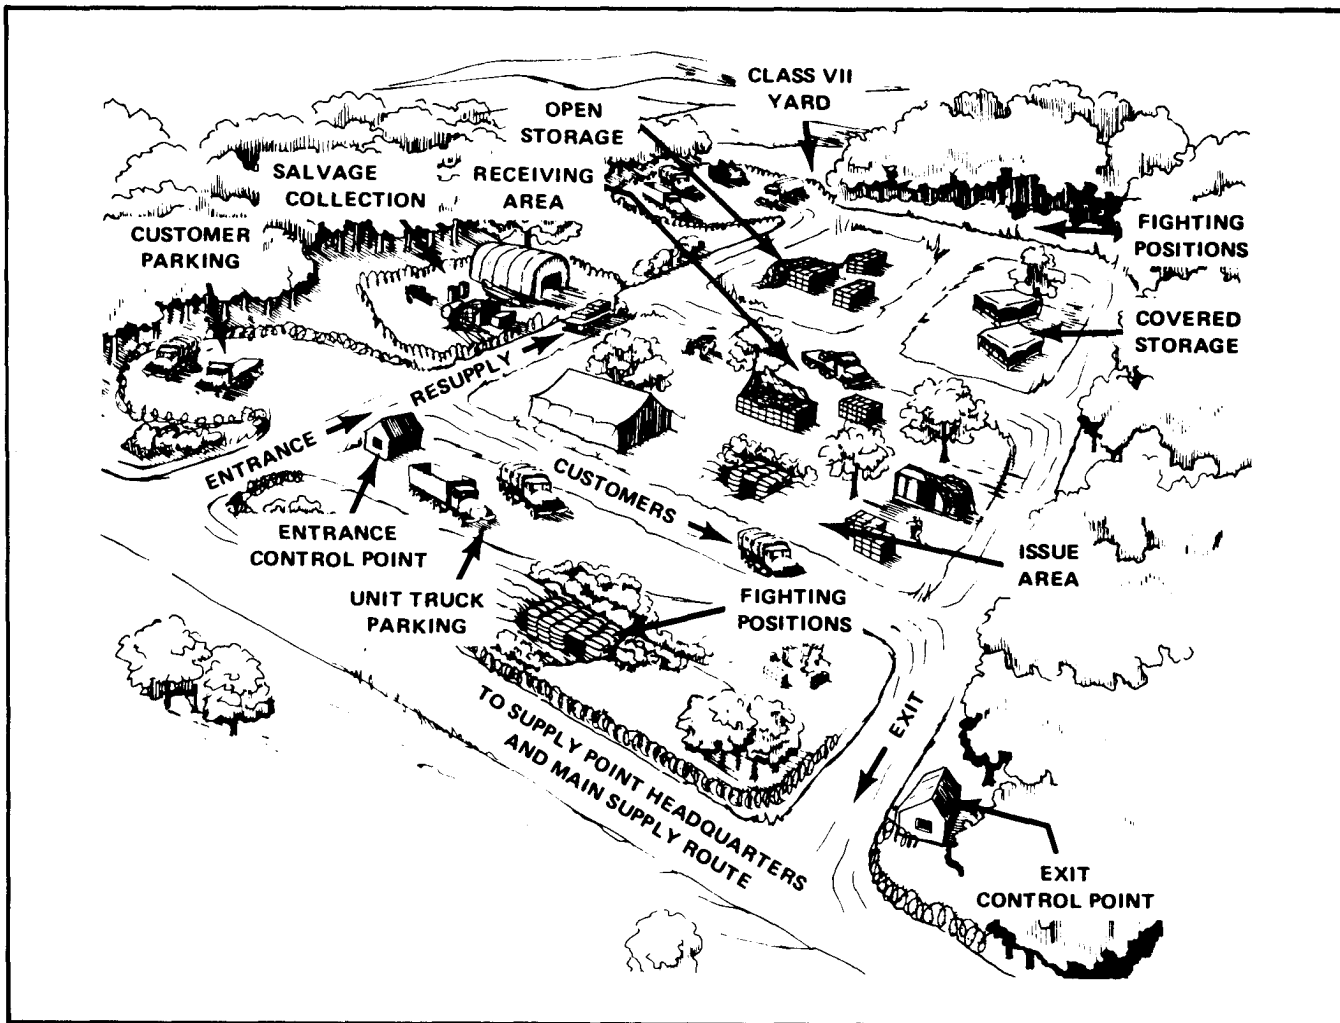 CLASS VII
YARD
OPEN
STORAGE
SALVAGE
COLLECTION
RECEIVING
AREA
CUSTOMER
PARKING
FIGHTING
POSITIONS
COVERED
STORAGE
RESUPPLY
ENTRANCE
CUSTOMERS
ENTRANCE
CONTROL POINT
ISSUE
AREA
UNIT TRUCK
PARKING
FIGHTING
POSITIONS
TO SUPPLY POINT HEADQUARTERS
AND MAIN SUPPLY ROUTE
EXIT
EXIT
CONTROL POINT